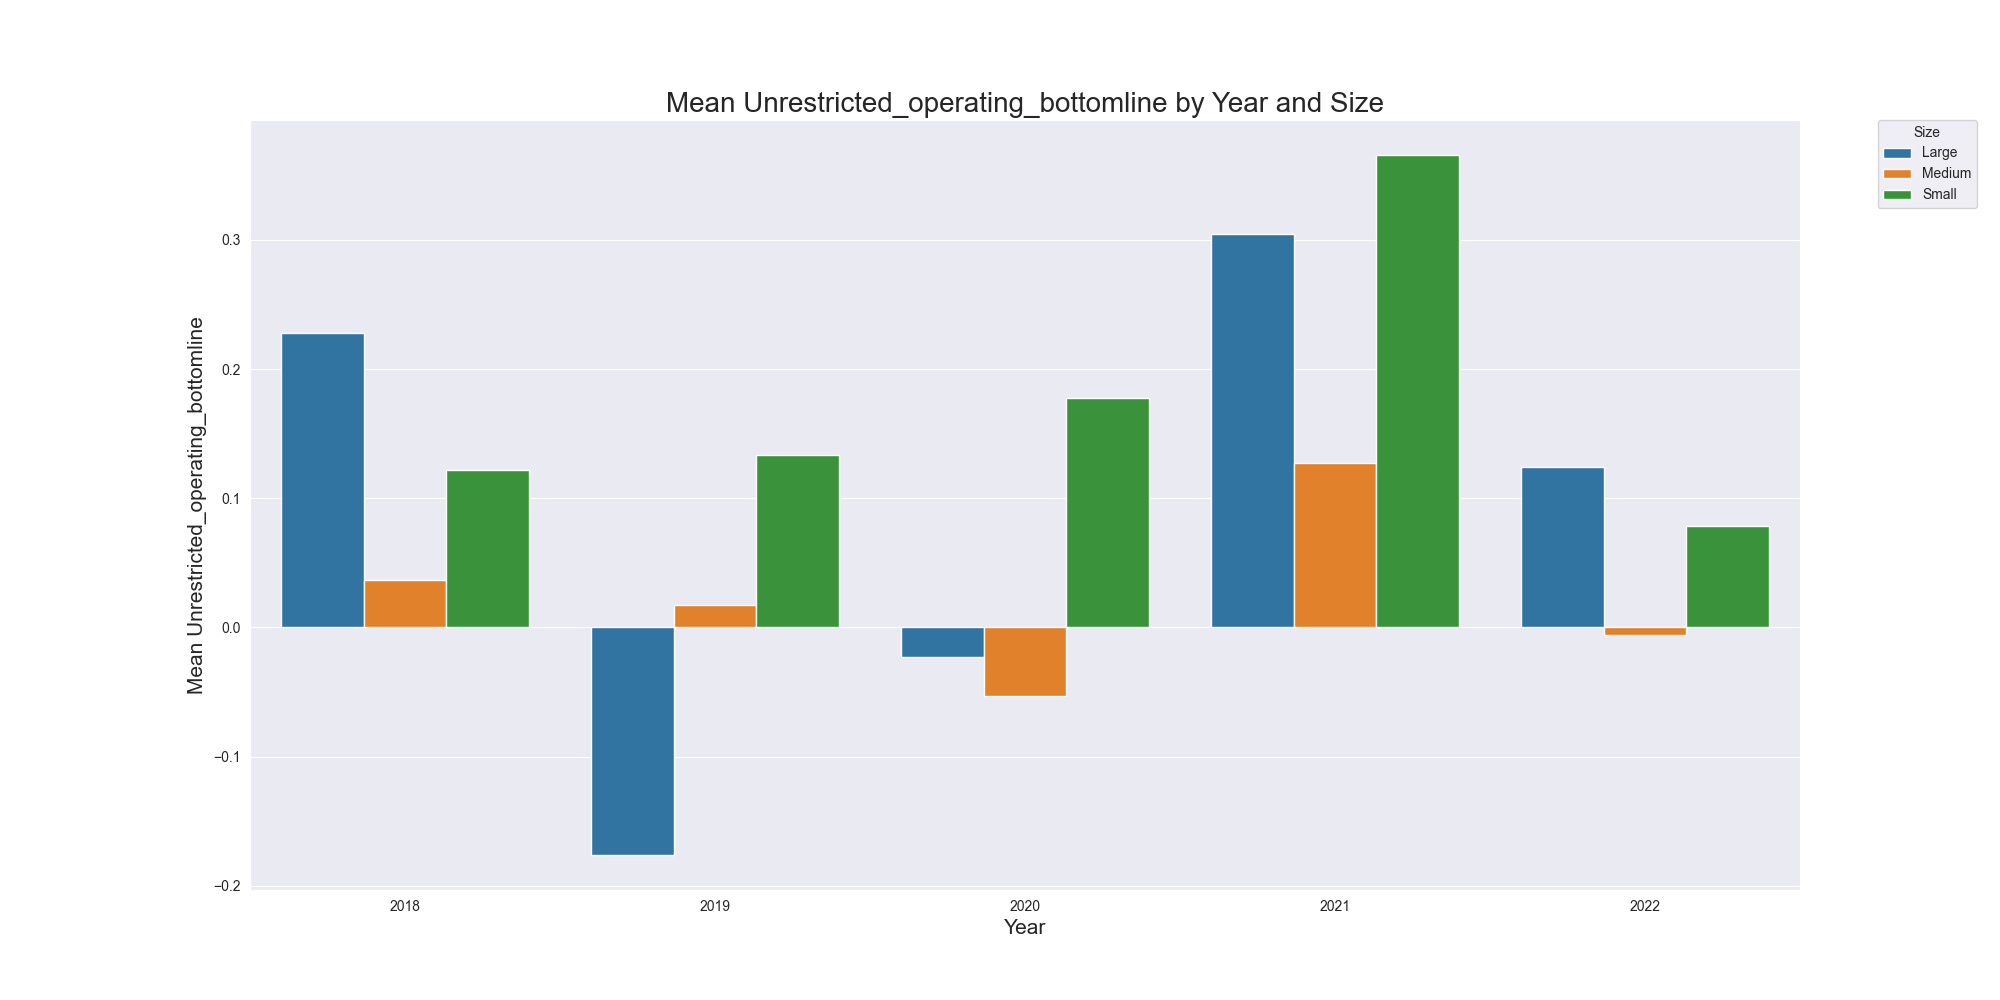 Mean Unrestricted_operating_bottomline by Year and Size
Size
Large
Medium
Small
Mean Unrestricted_operating_bottomline
0.3
0.2
0.1
0.0
−0.1
−0.2
2018
2019
2020
2021
2022
Year